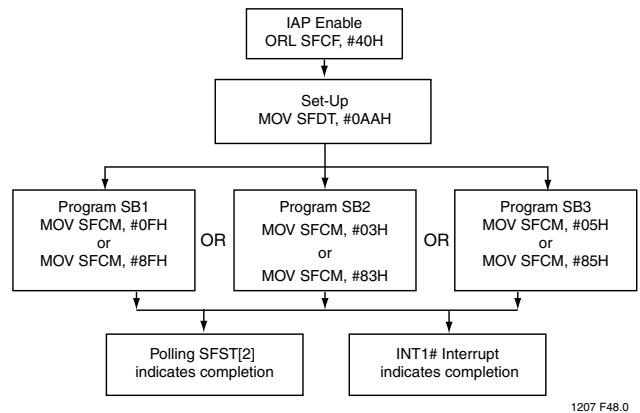 IAP Enable
ORL SFCF, #40H
Set-Up
MOV SFDT, #0AAH
Program SB1
MOV SFCM, #0FH
or
MOV SFCM, #8FH
OR
Program SB2
MOV SFCM, #03H
or
MOV SFCM, #83H
OR
Program SB3
MOV SFCM, #05H
or
MOV SFCM, #85H
Polling SFST[2]
indicates completion
INT1# Interrupt
indicates completion
1207 F48.0